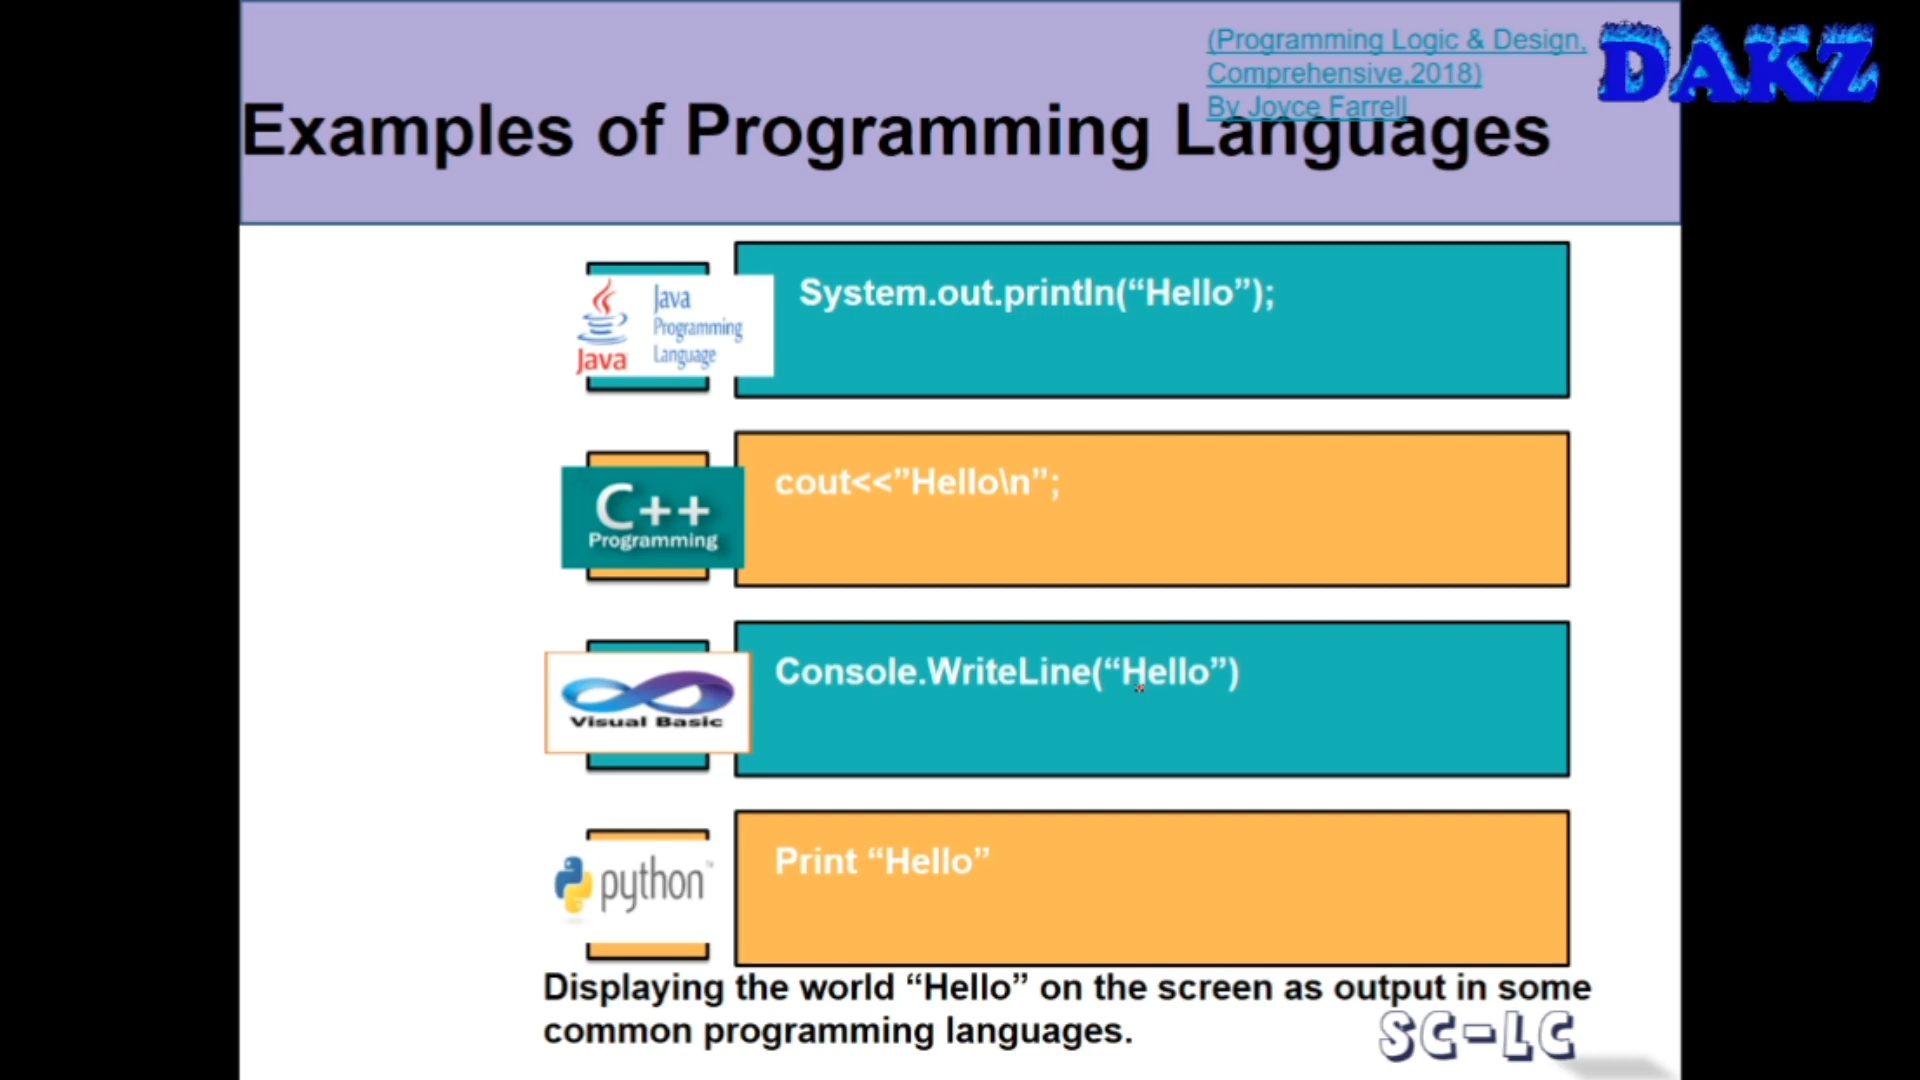 (Programming Logic & Design,
Comprehensive,2018)
By Joyce Farrell
DAKZ
Examples of Programming Languages
Java
Programming
Language
Java
System.out.println(“Hello”);
C++
Programming
cout<<”Hello\n”;
Visual Basic
Console.WriteLine(“Hello”)
python™
Print “Hello”
Displaying the world “Hello” on the screen as output in some
common programming languages.
SC-LC